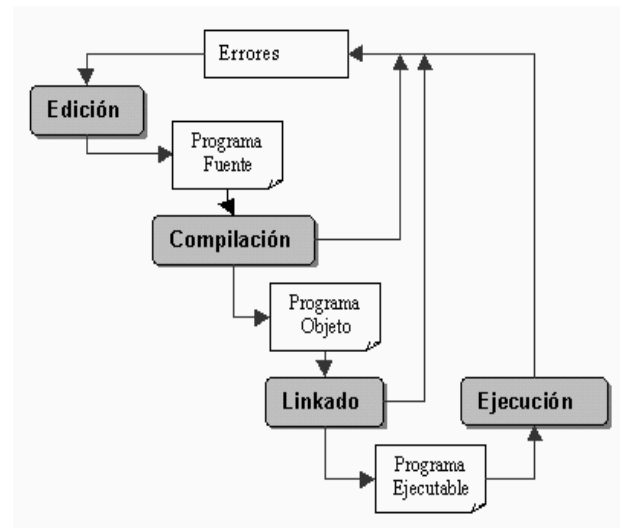 Errores
Edición
Programa
Fuente
Compilación
Programa
Objeto
Linkado
Ejecución
Programa
Ejecutable